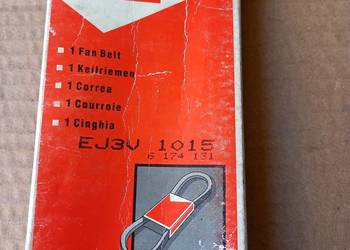 1 Fan Belt
1 Keilriemen
1 Correa
1 Courroie
1 Cinghia
EJ3V 1015
6 174 131